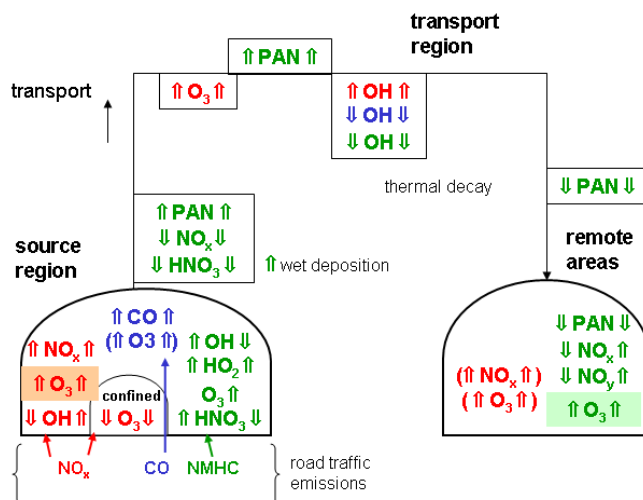 transport
region
⇑ PAN ⇑
transport
⇑ O₃⇑
⇑ OH ⇑
⇓ OH ⇓
⇓ OH ⇓
thermal decay
⇓ PAN ⇓
⇑ PAN ⇑
⇓ NOₓ⇓
⇓ HNO₃⇓
⇑ wet deposition
source
region
remote
areas
⇑ CO ⇑
(⇑ O3 ⇑)
⇑ NOₓ ⇑
⇑ OH ⇓
⇑ HO₂ ⇑
⇑ O₃ ⇑
O₃ ⇑
confined
⇓ OH ⇑
⇓ O₃ ⇓
⇑ HNO₃ ⇓
⇓ PAN ⇓
⇓ NOₓ⇑
⇓ NOy⇑
⇑ O₃ ⇑
(⇑ NOₓ⇑)
(⇑ O₃⇑)
NOₓ
CO
NMHC
road traffic
emissions